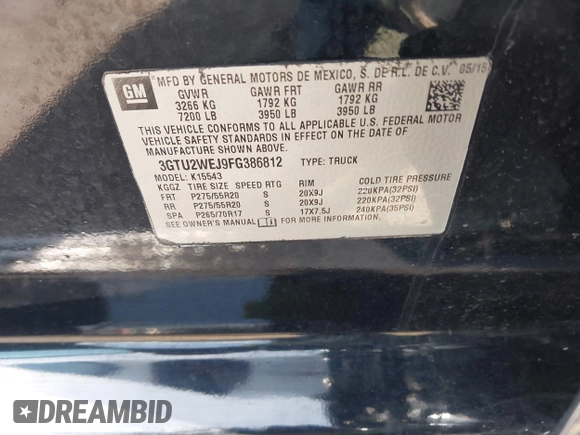 GM
MFD BY GENERAL MOTORS DE MEXICO, S. DE R.L. DE C.V. 05/15
GVWR GAWR FRT GAWR RR
3266 KG 1792 KG 1792 KG
7200 LB 3950 LB 3950 LB
THIS VEHICLE CONFORMS TO ALL APPLICABLE U.S. FEDERAL MOTOR
VEHICLE SAFETY STANDARDS IN EFFECT ON THE DATE OF
MANUFACTURE SHOWN ABOVE.
3GTU2WEJ9FG386812 TYPE: TRUCK
MODEL: K15543
KGGZ TIRE SIZE SPEED RTG RIM COLD TIRE PRESSURE
FRT P275/55R20 S 20X9J 220KPA(32PSI)
RR P275/55R20 S 20X9J 220KPA(32PSI)
SPA P265/70R17 S 17X7.5J 240KPA(35PSI)
SEE OWNER'S MANUAL FOR MORE INFORMATION.
DREAMBID